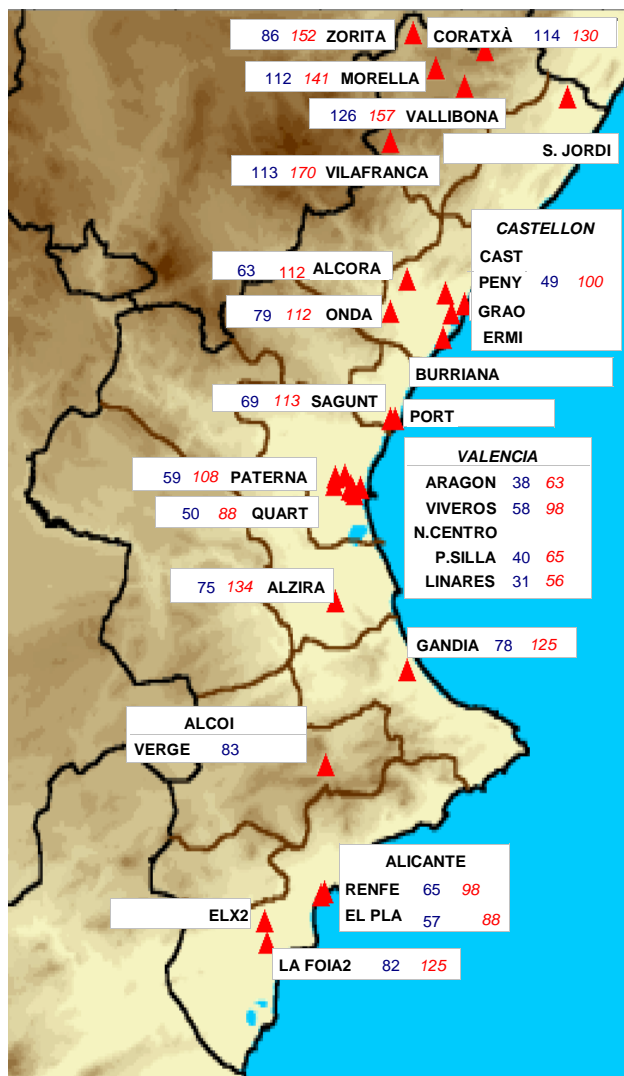 86 152 ZORITA
CORATXÀ 114 130
112 141 MORELLA
126 157 VALLIBONA
S. JORDI
113 170 VILAFRANCA
CASTELLON
CAST
PENY 49 100
GRAO
ERMI
63 112 ALCORA
79 112 ONDA
BURRIANA
69 113 SAGUNT
PORT
VALENCIA
ARAGON 38 63
VIVEROS 58 98
N.CENTRO
P.SILLA 40 65
LINARES 31 56
59 108 PATERNA
50 88 QUART
75 134 ALZIRA
GANDIA 78 125
ALCOI
VERGE 83
ALICANTE
RENFE 65 98
EL PLA 57 88
ELX2
LA FOIA2 82 125